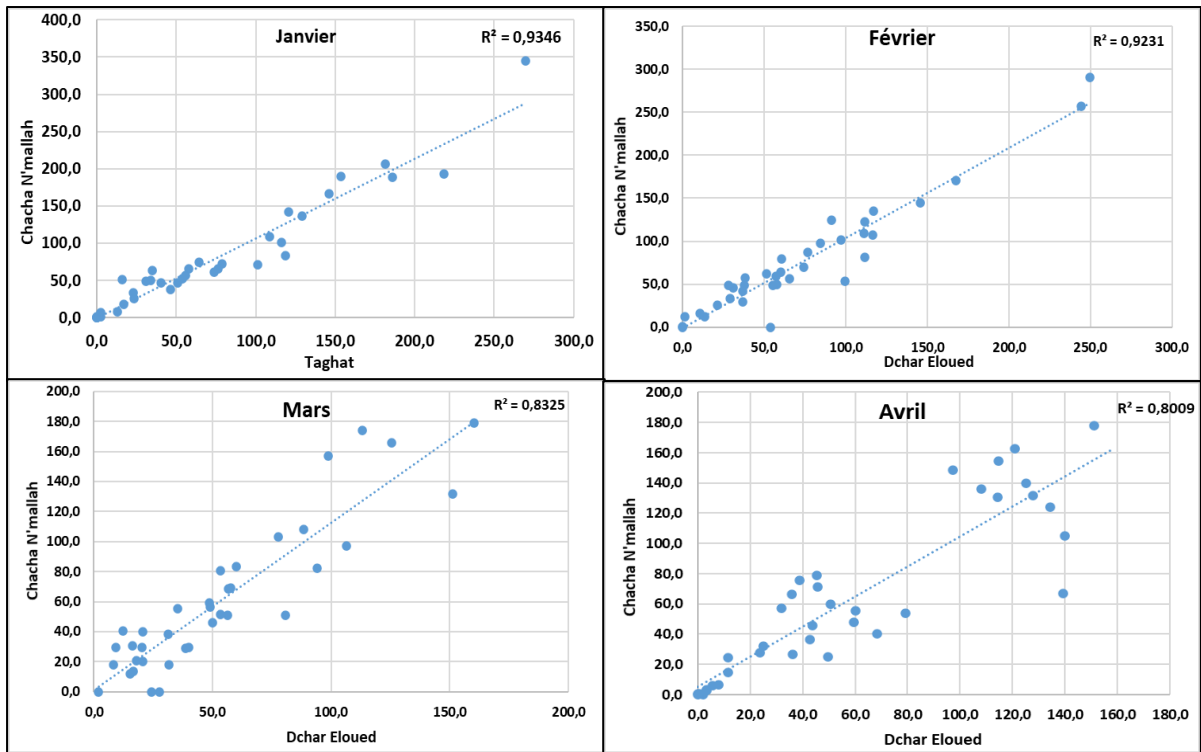 Janvier
R² = 0,9346
400,0
350,0
300,0
250,0
200,0
150,0
100,0
50,0
0,0
Chacha N'mallah
0,0 50,0 100,0 150,0 200,0 250,0 300,0
Taghat
Février
R² = 0,9231
350,0
300,0
250,0
200,0
150,0
100,0
50,0
0,0
Chacha N'mallah
0,0 50,0 100,0 150,0 200,0 250,0 300,0
Dchar Eloued
Mars
R² = 0,8325
200,0
180,0
160,0
140,0
120,0
100,0
80,0
60,0
40,0
20,0
0,0
Chacha N'mallah
0,0 50,0 100,0 150,0 200,0
Dchar Eloued
Avril
R² = 0,8009
200,0
180,0
160,0
140,0
120,0
100,0
80,0
60,0
40,0
20,0
0,0
Chacha N'mallah
0,0 20,0 40,0 60,0 80,0 100,0 120,0 140,0 160,0 180,0
Dchar Eloued